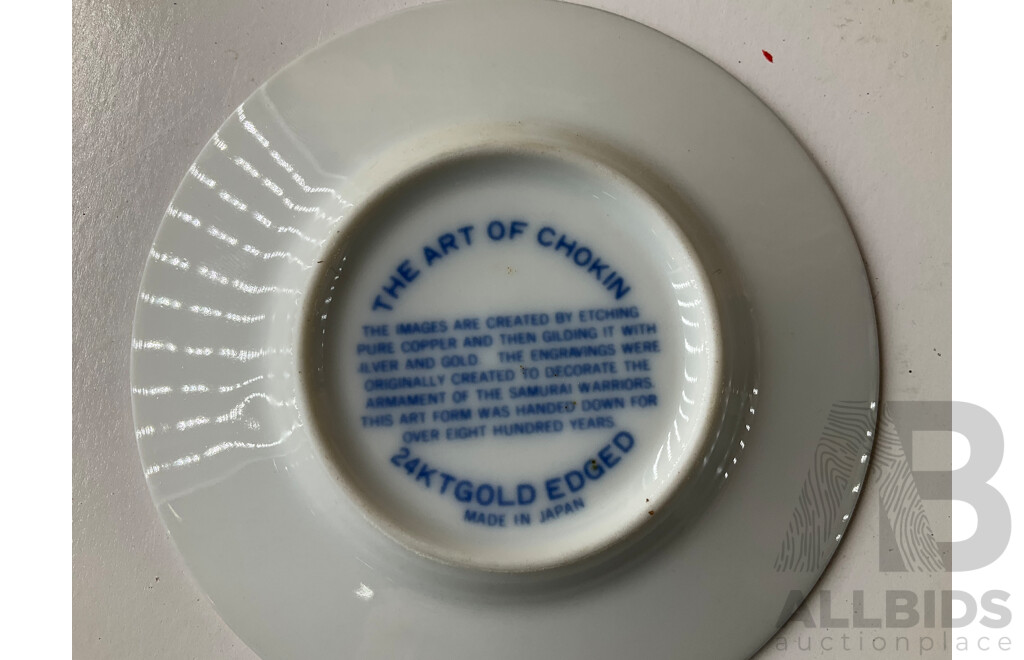 THE ART OF CHOKIN
THE IMAGES ARE CREATED BY ETCHING
PURE COPPER AND THEN GILDING IT WITH
ILVER AND GOLD. THE ENGRAVINGS WERE
ORIGINALLY CREATED TO DECORATE THE
ARMAMENT OF THE SAMURAI WARRIORS.
THIS ART FORM WAS HANDED DOWN FOR
OVER EIGHT HUNDRED YEARS
24KTGOLD EDGED
MADE IN JAPAN
AB
ALLBIDS
auctionplace